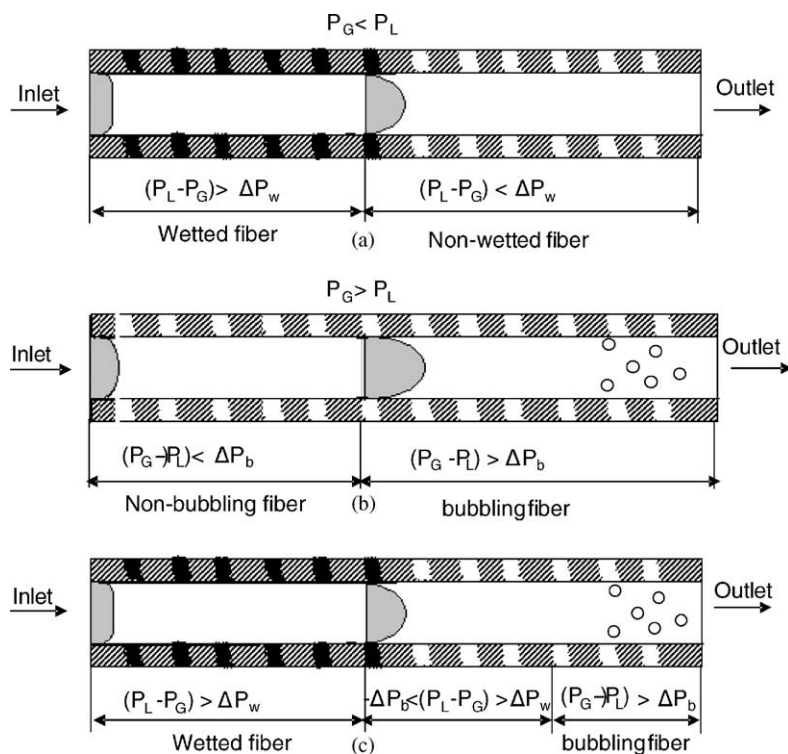 P_G < P_L
Inlet
Outlet
(P_L-P_G) > ΔP_w
(P_L-P_G) < ΔP_w
Wetted fiber
(a)
Non-wetted fiber
P_G > P_L
Inlet
Outlet
(P_G-)P_L) < ΔP_b
(P_G -P_L) > ΔP_b
Non-bubbling fiber
(b)
bubblingfiber
Inlet
Outlet
(P_L-P_G) > ΔP_w
-ΔP_b<(P_L-P_G) >ΔP_w
(P_G-)P_L) > ΔP_b
Wetted fiber
(c)
bubblingfiber